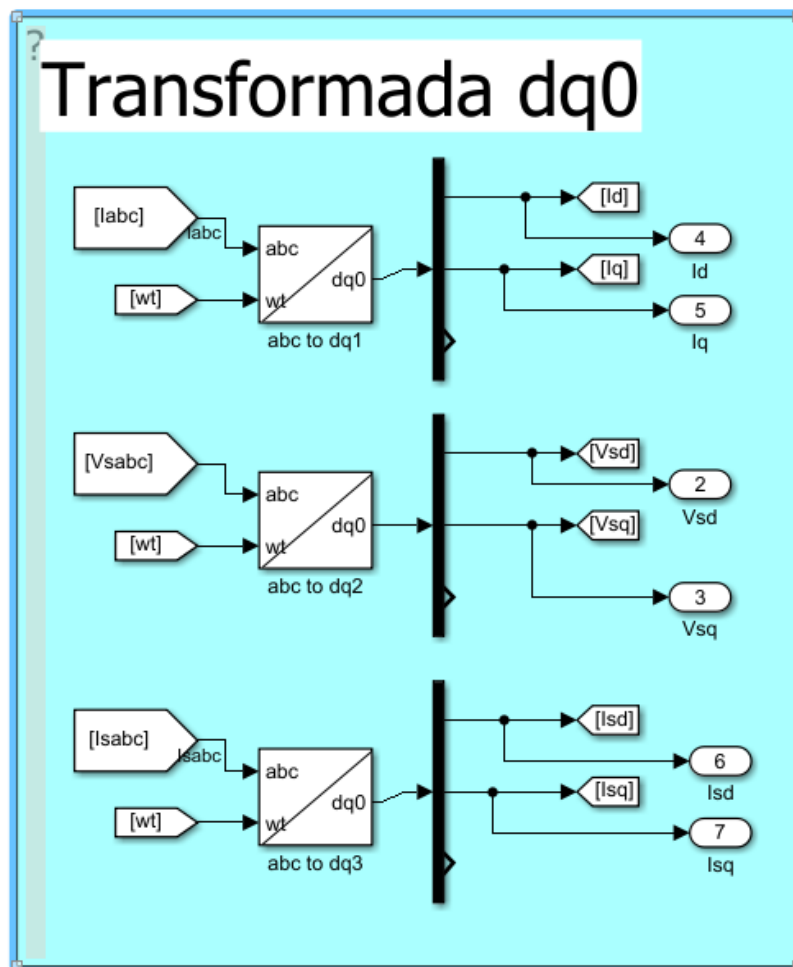 ?
Transformada dq0
[Iabc]
Iabc
abc
[wt]
wt
dq0
abc to dq1
[Id]
4
Id
[Iq]
5
Iq
[Vsabc]
abc
[wt]
wt
dq0
abc to dq2
[Vsd]
2
Vsd
[Vsq]
3
Vsq
[Isabc]
Isabc
abc
[wt]
wt
dq0
abc to dq3
[Isd]
6
Isd
[Isq]
7
Isq